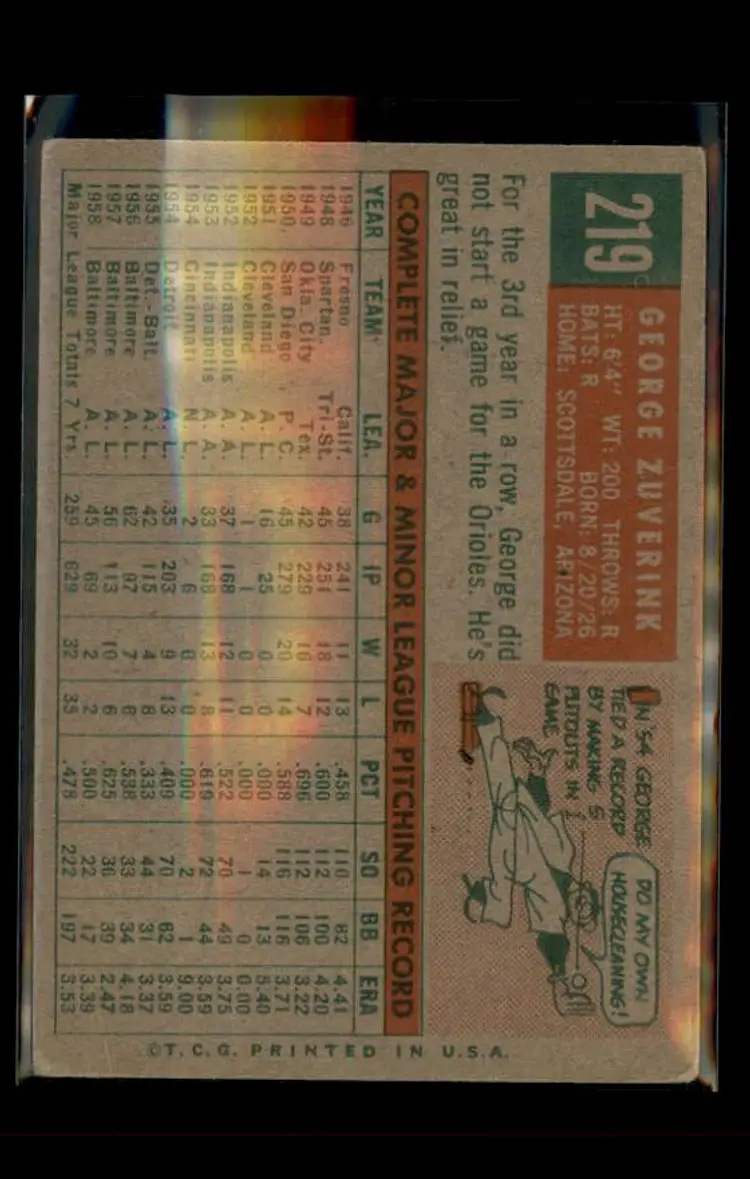 219
GEORGE ZUVERINK
HT: 6'4" WT: 200 THROWS: R
BATS: R BORN: 8/20/26
HOME: SCOTTSDALE, ARIZONA
For the 3rd year in a row, George did
not start a game for the Orioles. He's
great in relief.
IN '54 GEORGE
TIED A RECORD
BY MAKING 5
PUTOUTS IN 1
GAME
DO MY OWN
HOUSECLEANING!
COMPLETE MAJOR & MINOR LEAGUE PITCHING RECORD
YEAR TEAM LEA. G IP W L PCT SO BB ERA
1946 Fresno Calif. 38 241 11 13 .458 110 82 4.41
1948 Spartan. Tri-St. 45 251 18 12 .600 112 100 4.20
1949 Okla. City Tex. 42 229 16 7 .696 112 106 3.22
1950 San Diego P. C. 45 279 20 14 .588 116 116 3.71
1951 Cleveland A. L. 16 25 0 0 .000 14 13 5.40
1952 Cleveland A. L. 1 1 0 0 .000 1 0 0.00
1952 Indianapolis A. A. 37 168 12 11 .522 70 49 3.75
1953 Indianapolis A. A. 33 168 13 8 .619 72 44 3.59
1954 Cincinnati N. L. 2 6 0 0 .000 2 1 9.00
1954 Detroit A. L. 35 203 9 13 .409 70 62 3.59
1955 Det.-Balt. A. L. 42 115 4 8 .333 44 31 3.37
1956 Baltimore A. L. 62 97 7 6 .538 33 34 4.18
1957 Baltimore A. L. 56 113 10 6 .625 36 39 2.47
1958 Baltimore A. L. 45 69 2 2 .500 22 17 3.39
Major League Totals 7 Yrs. 259 629 32 35 .478 222 197 3.53
©T.C.G. PRINTED IN U.S.A.